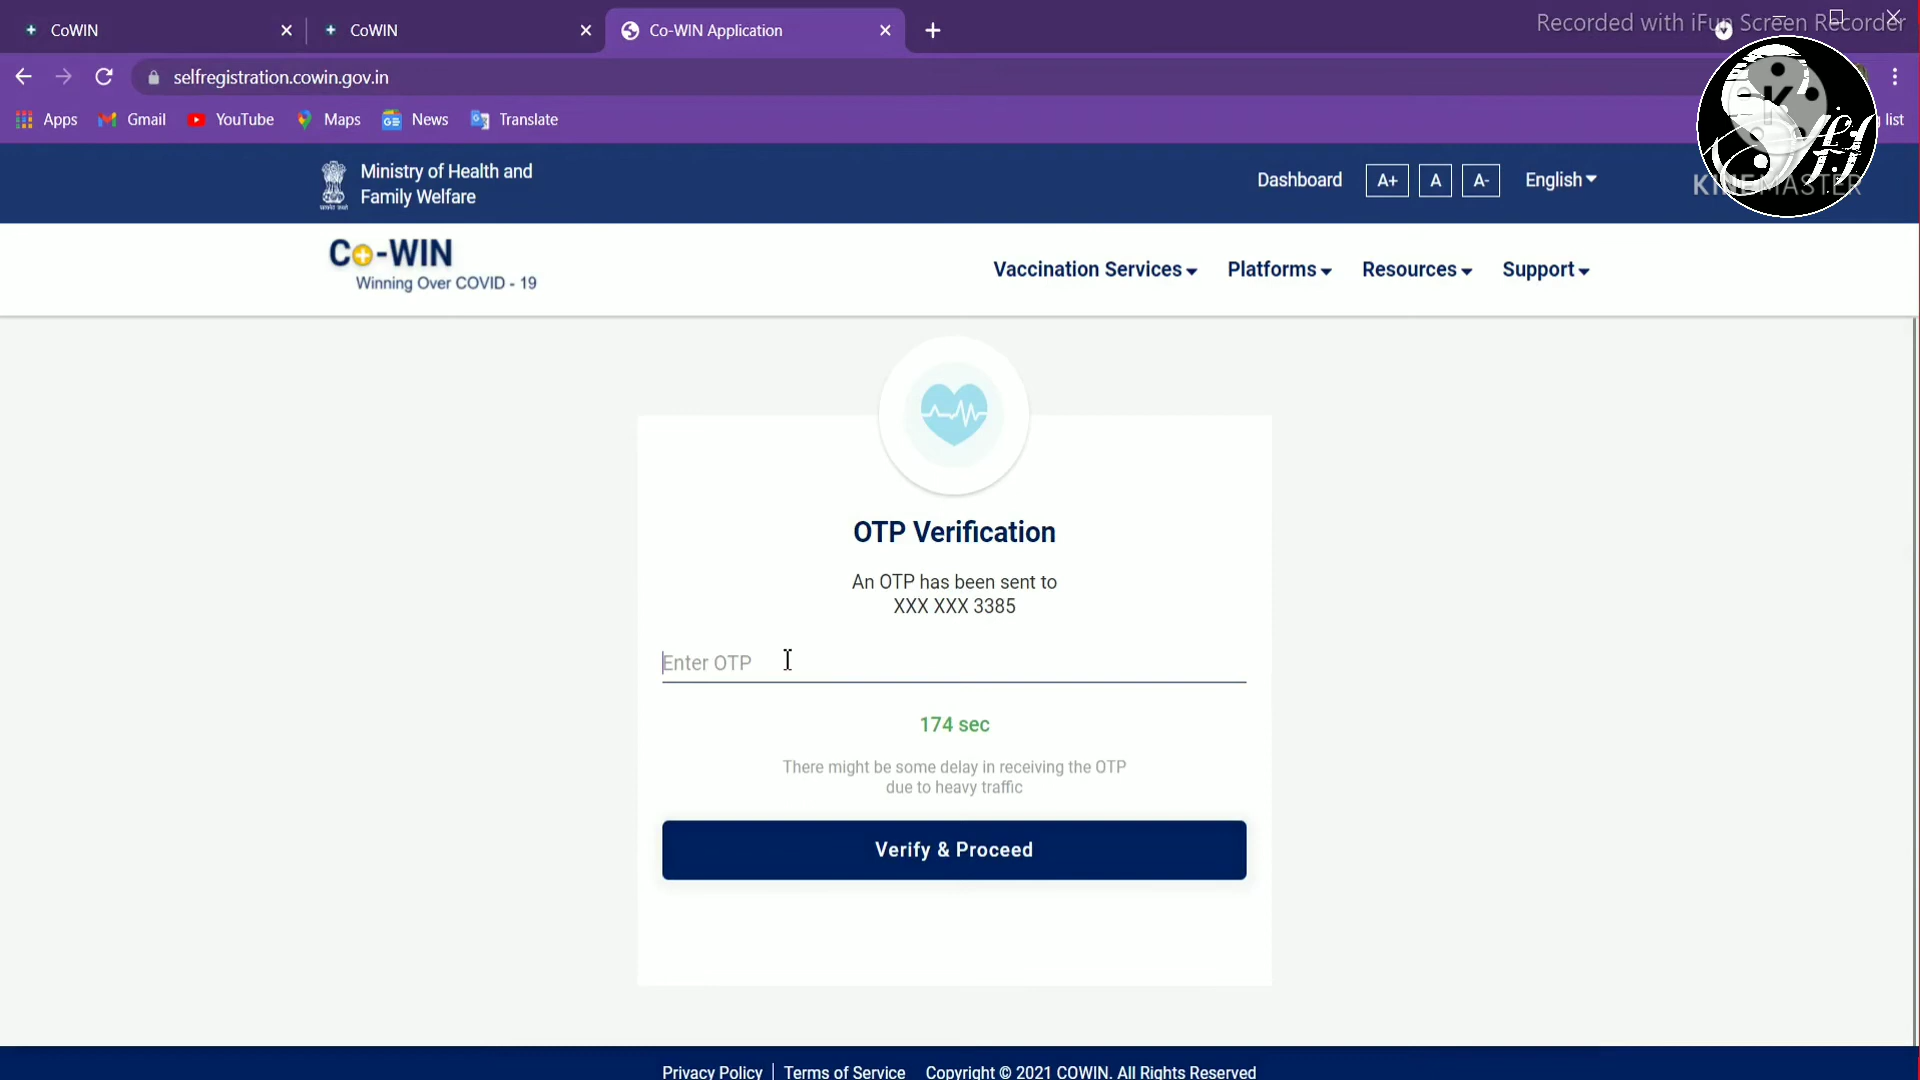 CoWIN
CoWIN
Co-WIN Application
Recorded with iFun Screen Recorder
selfregistration.cowin.gov.in
Apps
Gmail
YouTube
Maps
News
Translate
list
Ministry of Health and
Family Welfare
Dashboard
A+
A
A-
English
KINEMASTER
Co-WIN
Winning Over COVID - 19
Vaccination Services
Platforms
Resources
Support
OTP Verification
An OTP has been sent to
XXX XXX 3385
Enter OTP
174 sec
There might be some delay in receiving the OTP
due to heavy traffic
Verify & Proceed
Privacy Policy | Terms of Service Copyright © 2021 COWIN. All Rights Reserved